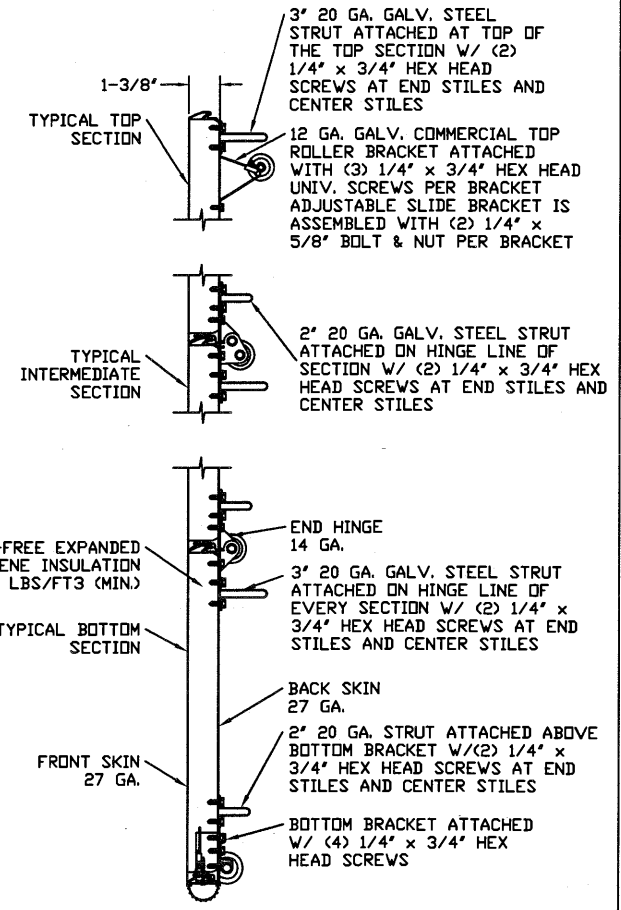 3" 20 GA. GALV. STEEL
STRUT ATTACHED AT TOP OF
THE TOP SECTION W/ (2)
1/4" x 3/4" HEX HEAD
SCREWS AT END STILES AND
CENTER STILES
1-3/8"
TYPICAL TOP
SECTION
12 GA. GALV. COMMERCIAL TOP
ROLLER BRACKET ATTACHED
WITH (3) 1/4" x 3/4" HEX HEAD
UNIV. SCREWS PER BRACKET
ADJUSTABLE SLIDE BRACKET IS
ASSEMBLED WITH (2) 1/4" x
5/8" BOLT & NUT PER BRACKET
2" 20 GA. GALV. STEEL STRUT
ATTACHED ON HINGE LINE OF
SECTION W/ (2) 1/4" x 3/4" HEX
HEAD SCREWS AT END STILES AND
CENTER STILES
TYPICAL
INTERMEDIATE
SECTION
END HINGE
14 GA.
-FREE EXPANDED
ENE INSULATION
LBS/FT3 (MIN.)
3" 20 GA. GALV. STEEL STRUT
ATTACHED ON HINGE LINE OF
EVERY SECTION W/ (2) 1/4" x
3/4" HEX HEAD SCREWS AT END
STILES AND CENTER STILES
TYPICAL BOTTOM
SECTION
BACK SKIN
27 GA.
2" 20 GA. STRUT ATTACHED ABOVE
BOTTOM BRACKET W/(2) 1/4" x
3/4" HEX HEAD SCREWS AT END
STILES AND CENTER STILES
FRONT SKIN
27 GA.
BOTTOM BRACKET ATTACHED
W/ (4) 1/4" x 3/4" HEX
HEAD SCREWS